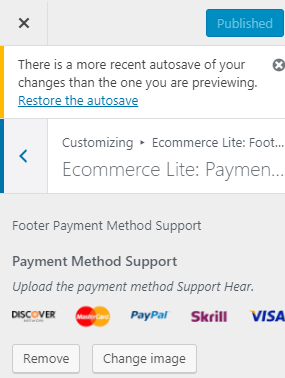 Published
There is a more recent autosave of your
changes than the one you are previewing.
Restore the autosave
Customizing ▸ Ecommerce Lite: Foot...
Ecommerce Lite: Paymen...
Footer Payment Method Support
Payment Method Support
Upload the payment method Support Hear.
DISCOVER MasterCard PayPal Skrill VISA
Remove Change image